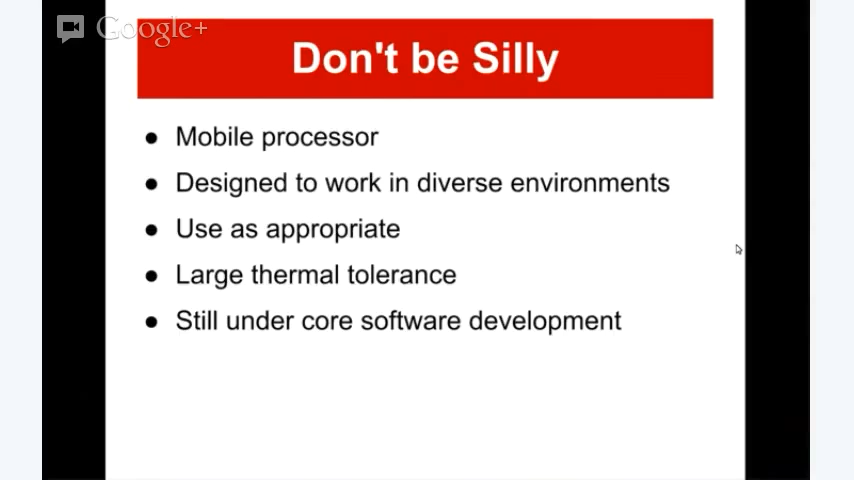 Google+
Don't be Silly
● Mobile processor
● Designed to work in diverse environments
● Use as appropriate
● Large thermal tolerance
● Still under core software development